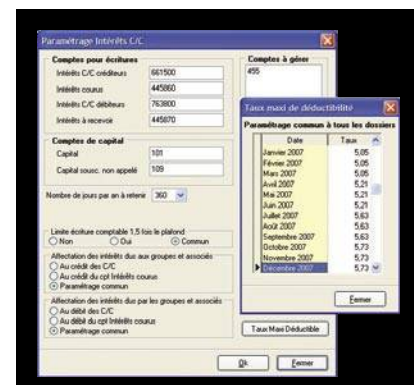 Paramétrage Intérêts C/C
Comptes pour écritures
Intérêts C/C créditeurs 661500
Intérêts courus 445860
Intérêts C/C débiteurs 763800
Intérêts à recevoir 445870
Comptes de capital
Capital 101
Capital sousc. non appelé 109
Nombre de jours par an à retenir 360
Limite écriture comptable 1,5 fois le plafond
Non Oui Commun
Affectation des intérêts dus aux groupes et associés
Au crédit des C/C
Au crédit du cpt Intérêts courus
Paramétrage commun
Affectation des intérêts dus par les groupes et associés
Au débit des C/C
Au débit du cpt Intérêts courus
Paramétrage commun
Comptes à gérer
455
Taux maxi de déductibilité
Paramétrage commun à tous les dossiers
Date Taux
Janvier 2007 5,05
Février 2007 5,05
Mars 2007 5,05
Avril 2007 5,21
Mai 2007 5,21
Juin 2007 5,21
Juillet 2007 5,63
Août 2007 5,63
Septembre 2007 5,63
Octobre 2007 5,73
Novembre 2007 5,73
Décembre 2007 5,73
Fermer
Taux Maxi Déductible
Ok Fermer